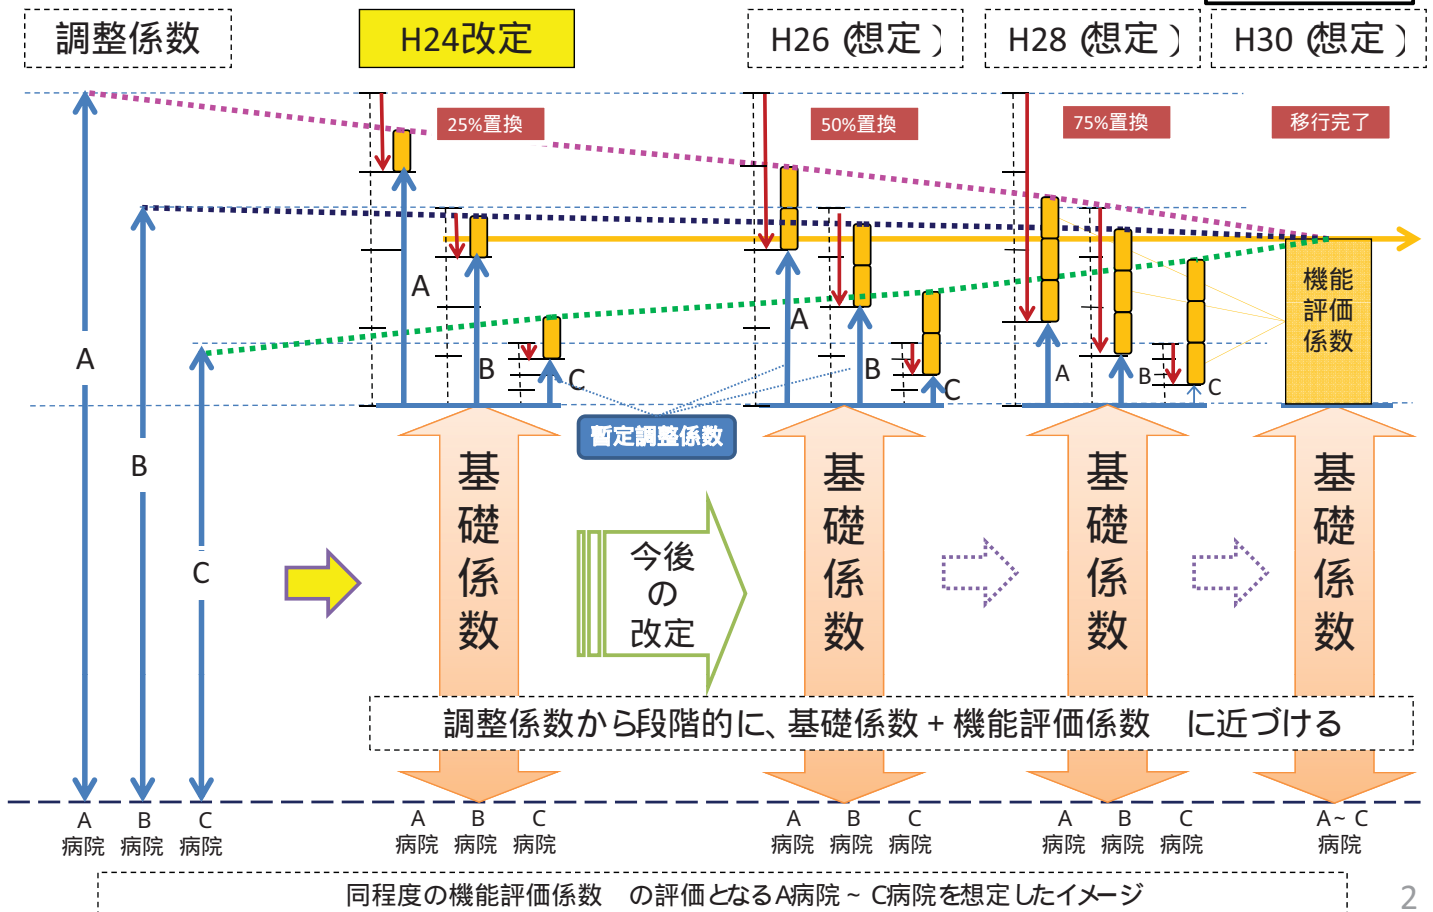 調整係数
H24改定
H26（想定）
H28（想定）
H30（想定）
25%置換
50%置換
75%置換
移行完了
A
B
C
A
B
C
A
B
C
A
B
C
機能
評価
係数
暫定調整係数
基礎係数
基礎係数
基礎係数
基礎係数
今後
の
改定
調整係数から段階的に、基礎係数＋機能評価係数　に近づける
A
病院
B
病院
C
病院
A
病院
B
病院
C
病院
A
病院
B
病院
C
病院
A
病院
B
病院
C
病院
A～C
病院
同程度の機能評価係数　の評価となるA病院～C病院を想定したイメージ
2